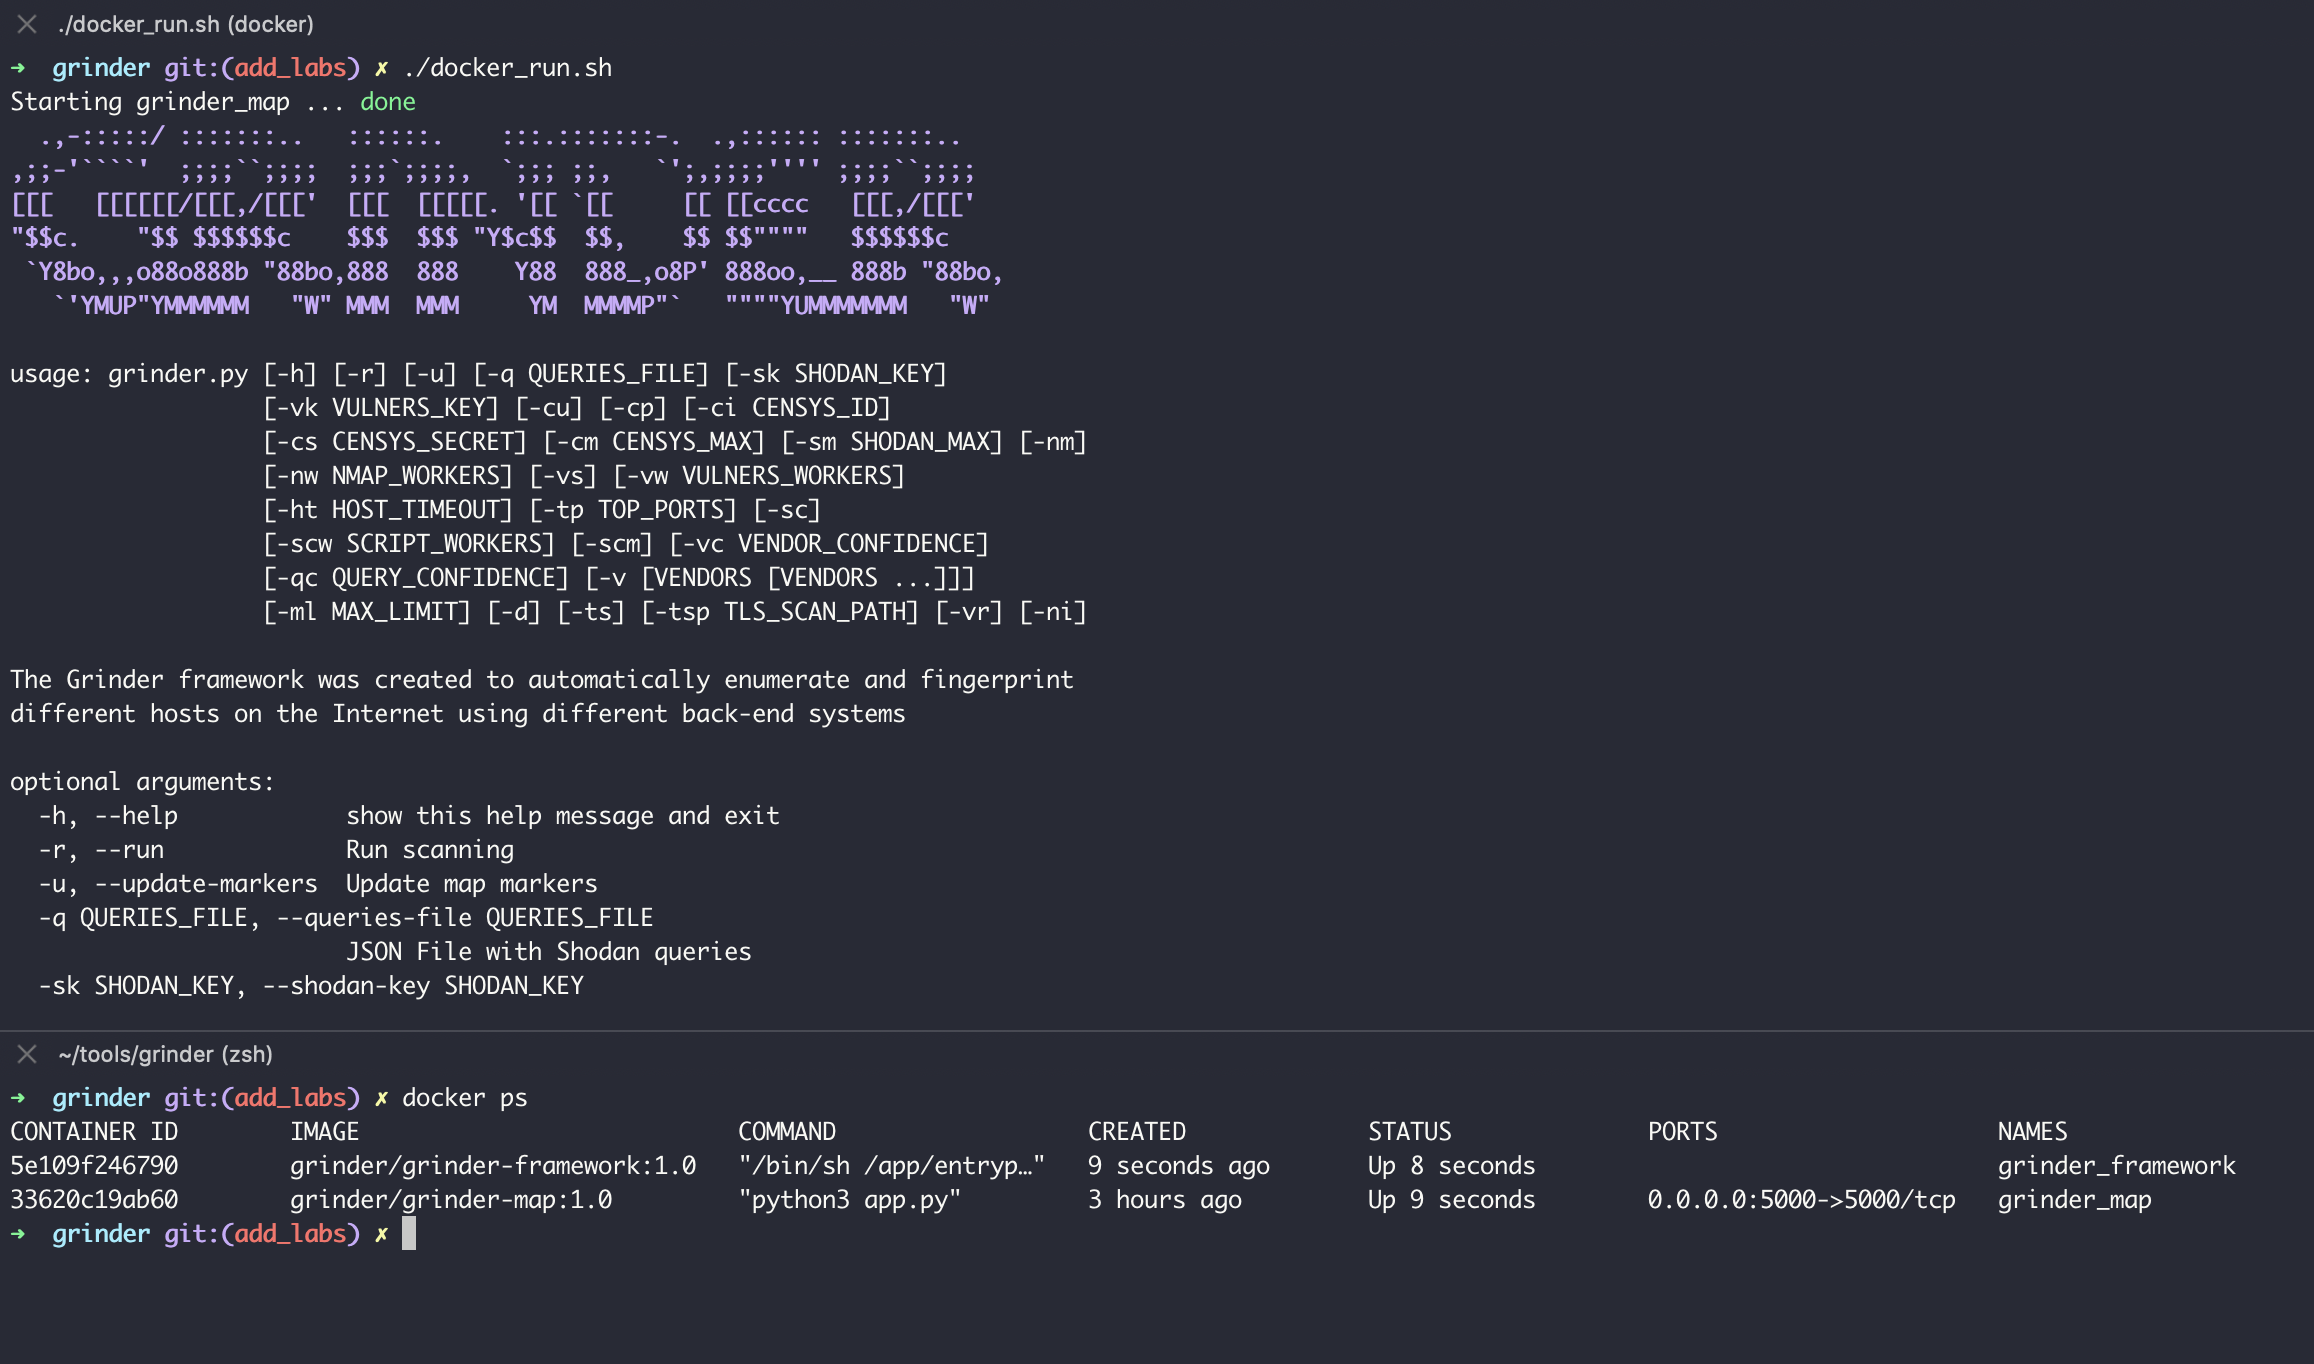 ./docker_run.sh (docker)
➜  grinder git:(add_labs) ✗ ./docker_run.sh
Starting grinder_map ... done
  .,-:::::/ :::::::..   ::::::.    :::.:::::::-.  .,:::::: :::::::..
,;;-'````'  ;;;;``;;;;  ;;;`;;;;,  `;;; ;;,   `';,;;;;'''' ;;;;``;;;;
[[[   [[[[[[/[[[,/[[['  [[[  [[[[[. '[[ `[[     [[ [[cccc   [[[,/[[['
"$$c.    "$$ $$$$$$c    $$$  $$$ "Y$c$$  $$,    $$ $$""""   $$$$$$c
 `Y8bo,,,o88o888b "88bo,888  888    Y88  888_,o8P' 888oo,__ 888b "88bo,
   `'YMUP"YMMMMMM   "W" MMM  MMM     YM  MMMMP"`   """"YUMMMMMMM   "W"
usage: grinder.py [-h] [-r] [-u] [-q QUERIES_FILE] [-sk SHODAN_KEY]
                  [-vk VULNERS_KEY] [-cu] [-cp] [-ci CENSYS_ID]
                  [-cs CENSYS_SECRET] [-cm CENSYS_MAX] [-sm SHODAN_MAX] [-nm]
                  [-nw NMAP_WORKERS] [-vs] [-vw VULNERS_WORKERS]
                  [-ht HOST_TIMEOUT] [-tp TOP_PORTS] [-sc]
                  [-scw SCRIPT_WORKERS] [-scm] [-vc VENDOR_CONFIDENCE]
                  [-qc QUERY_CONFIDENCE] [-v [VENDORS [VENDORS ...]]]
                  [-ml MAX_LIMIT] [-d] [-ts] [-tsp TLS_SCAN_PATH] [-vr] [-ni]
The Grinder framework was created to automatically enumerate and fingerprint
different hosts on the Internet using different back-end systems
optional arguments:
  -h, --help            show this help message and exit
  -r, --run             Run scanning
  -u, --update-markers  Update map markers
  -q QUERIES_FILE, --queries-file QUERIES_FILE
                        JSON File with Shodan queries
  -sk SHODAN_KEY, --shodan-key SHODAN_KEY
~/tools/grinder (zsh)
➜  grinder git:(add_labs) ✗ docker ps
CONTAINER ID        IMAGE                           COMMAND                  CREATED             STATUS              PORTS                    NAMES
5e109f246790        grinder/grinder-framework:1.0   "/bin/sh /app/entryp…"   9 seconds ago       Up 8 seconds                                 grinder_framework
33620c19ab60        grinder/grinder-map:1.0         "python3 app.py"         3 hours ago         Up 9 seconds        0.0.0.0:5000->5000/tcp   grinder_map
➜  grinder git:(add_labs) ✗